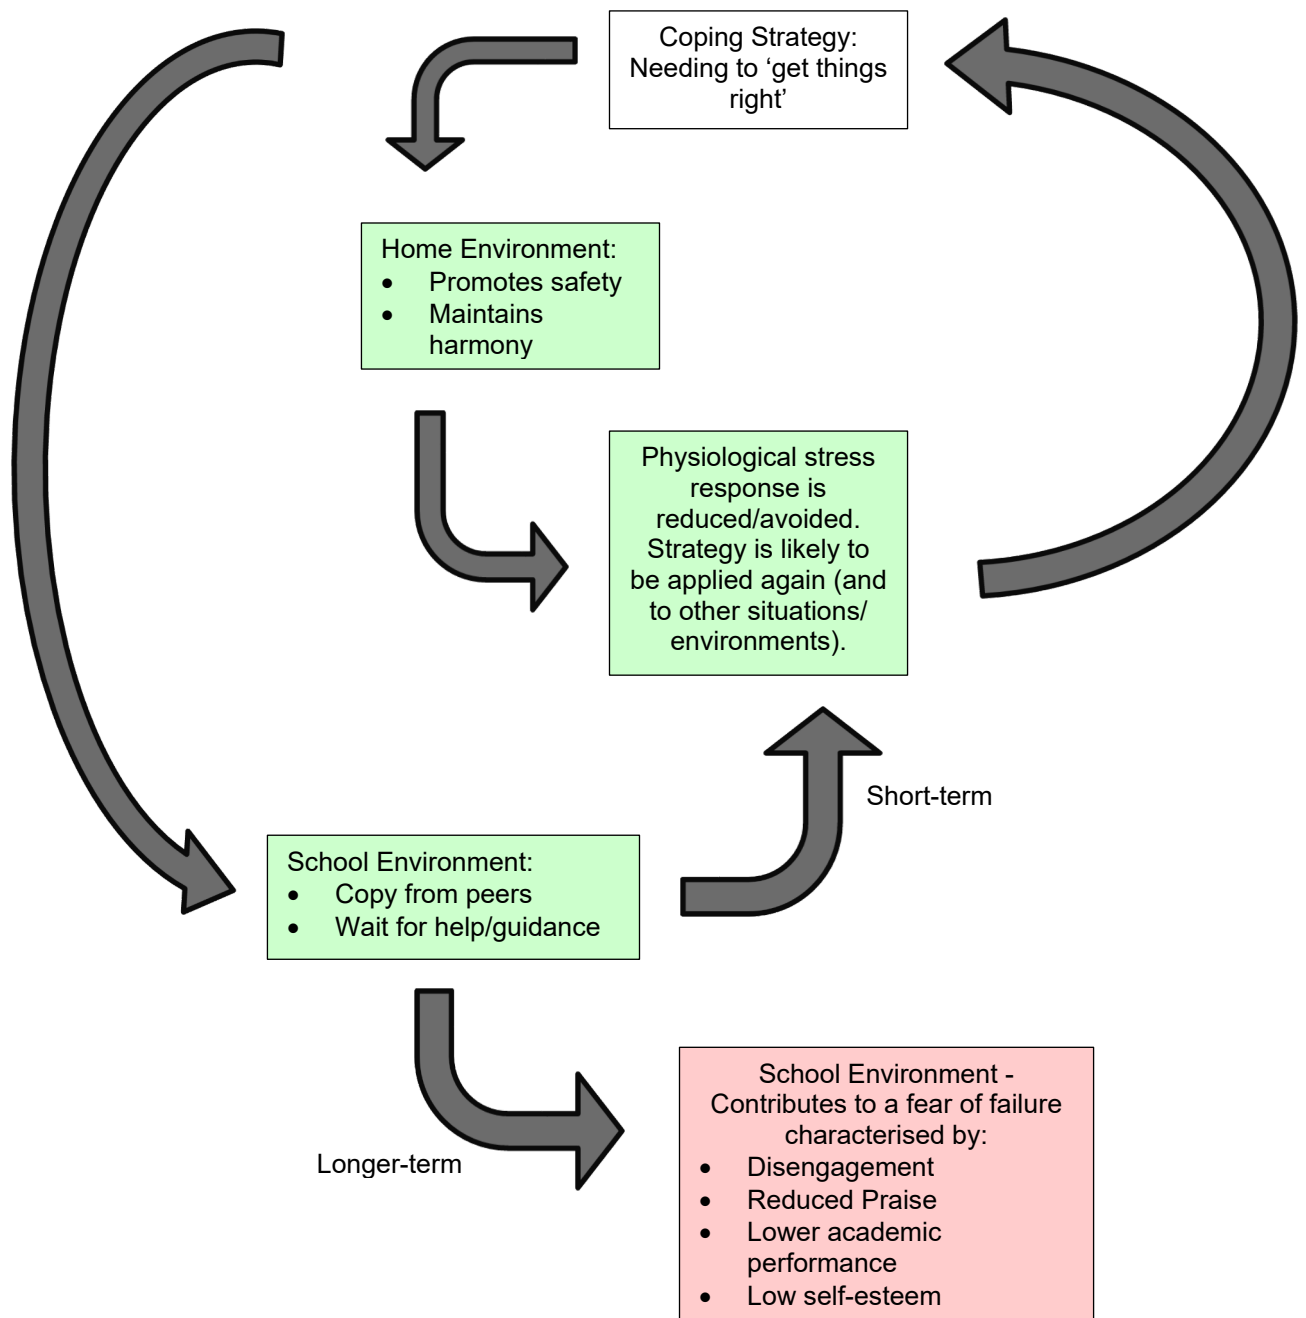 Coping Strategy:
Needing to ‘get things
right’
Home Environment:
• Promotes safety
• Maintains
harmony
Physiological stress
response is
reduced/avoided.
Strategy is likely to
be applied again (and
to other situations/
environments).
Short-term
School Environment:
• Copy from peers
• Wait for help/guidance
Longer-term
School Environment -
Contributes to a fear of failure
characterised by:
• Disengagement
• Reduced Praise
• Lower academic
performance
• Low self-esteem